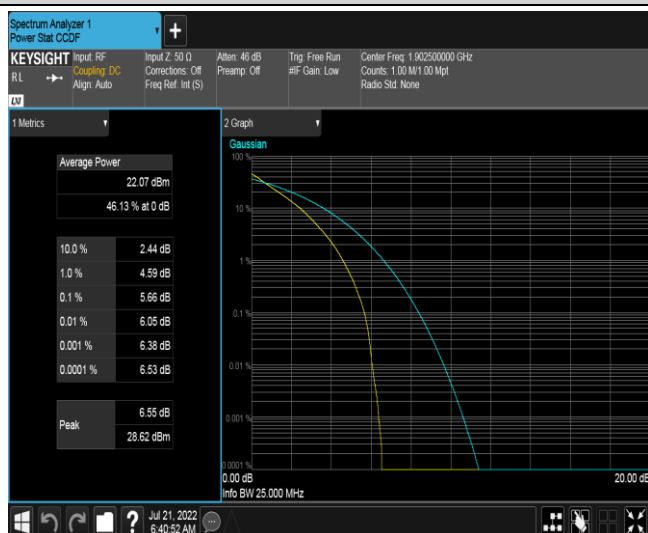 Spectrum Analyzer 1
Power Stat CCDF
KEYSIGHT
RL
LXI
Input: RF
Coupling: DC
Align: Auto
Input Z: 50 Ω
Corrections: Off
Freq Ref: Int (S)
Atten: 46 dB
Preamp: Off
Trig: Free Run
#IF Gain: Low
Center Freq: 1.902500000 GHz
Counts: 1.00 M/1.00 Mpt
Radio Std: None
1 Metrics
Average Power
22.07 dBm
46.13 % at 0 dB
10.0 % 2.44 dB
1.0 % 4.59 dB
0.1 % 5.66 dB
0.01 % 6.05 dB
0.001 % 6.38 dB
0.0001 % 6.53 dB
Peak
6.55 dB
28.62 dBm
2 Graph
Gaussian
100 %
10 %
1 %
0.1 %
0.01 %
0.001 %
0.0001 %
0.00 dB
20.00 dB
Info BW 25.000 MHz
Jul 21, 2022
6:40:52 AM